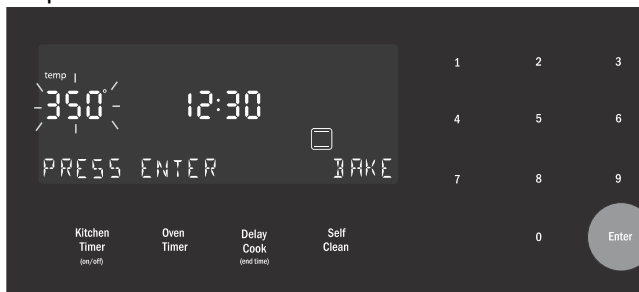 temp
350° 12:30
PRESS ENTER BAKE
1 2 3
4 5 6
7 8 9
0 Enter
Kitchen
Timer
(on/off)
Oven
Timer
Delay
Cook
(end time)
Self
Clean